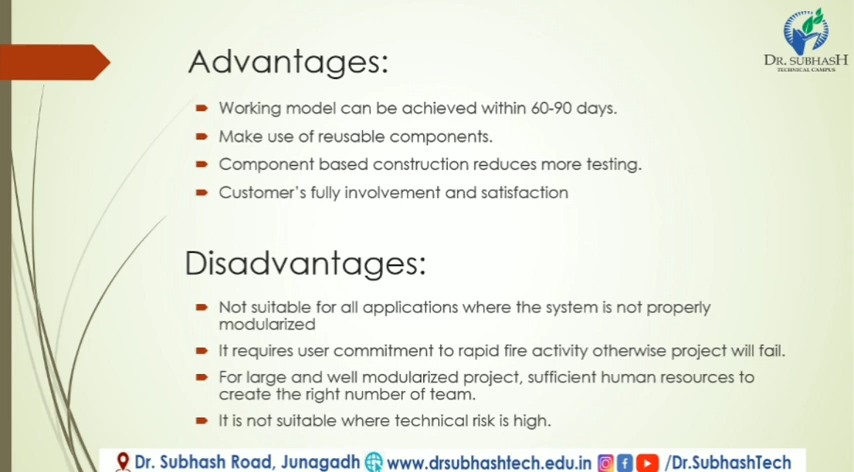 DR. SUBHASH
TECHNICAL CAMPUS
Advantages:
Working model can be achieved within 60-90 days.
Make use of reusable components.
Component based construction reduces more testing.
Customer's fully involvement and satisfaction
Disadvantages:
Not suitable for all applications where the system is not properly
modularized
It requires user commitment to rapid fire activity otherwise project will fail.
For large and well modularized project, sufficient human resources to
create the right number of team.
It is not suitable where technical risk is high.
Dr. Subhash Road, Junagadh www.drsubhashtech.edu.in /Dr.SubhashTech